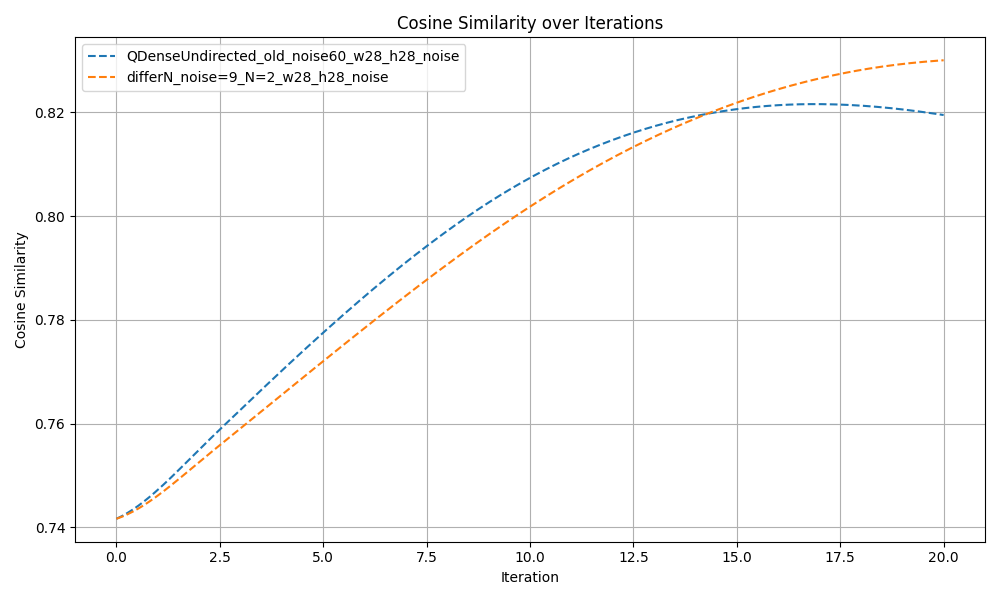 Cosine Similarity over Iterations
QDenseUndirected_old_noise60_w28_h28_noise
differN_noise=9_N=2_w28_h28_noise
Cosine Similarity
0.82
0.80
0.78
0.76
0.74
0.0 2.5 5.0 7.5 10.0 12.5 15.0 17.5 20.0
Iteration